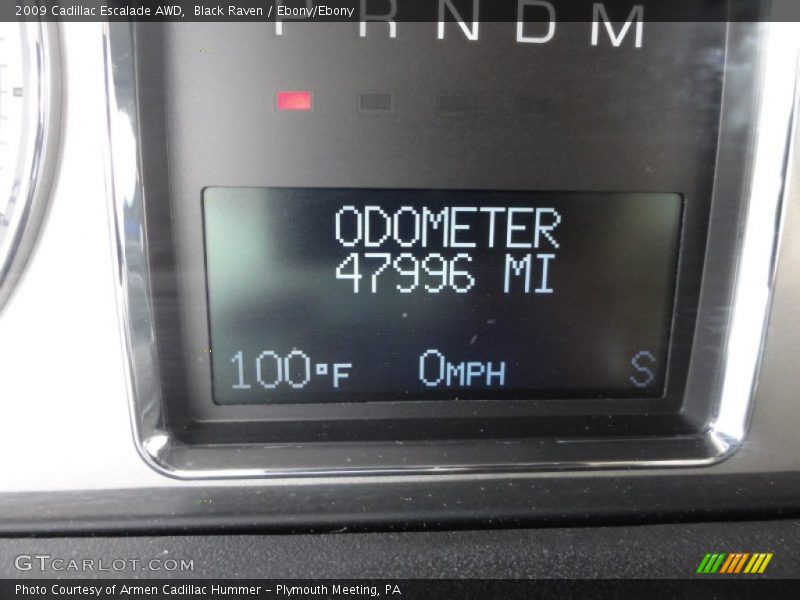 2009 Cadillac Escalade AWD, Black Raven / Ebony/Ebony
P R N D M
ODOMETER
47996 MI
100°F 0MPH S
GTCARLOT.COM
Photo Courtesy of Armen Cadillac Hummer - Plymouth Meeting, PA